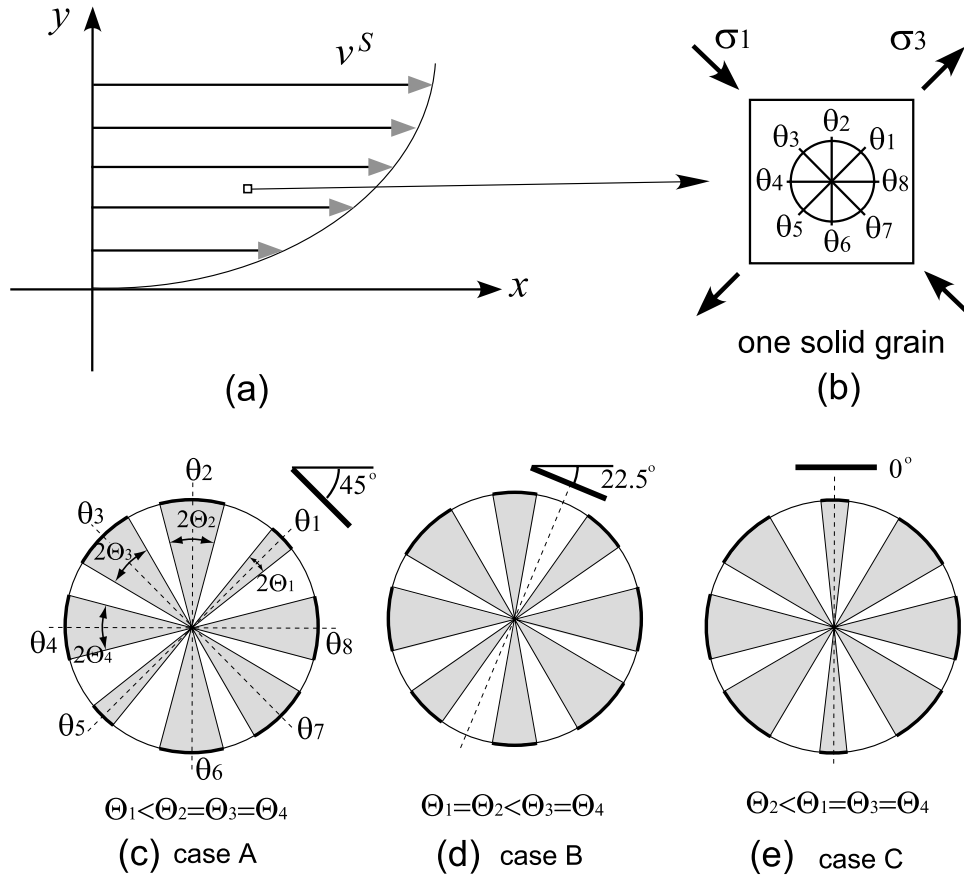 y
v^S
σ1
σ3
θ2
θ3
θ1
θ4
θ8
θ5
θ7
θ6
x
one solid grain
(a)
(b)
θ2
45°
22.5°
0°
θ3
θ1
2Θ2
2Θ3
2Θ1
θ4
θ8
2Θ4
θ5
θ7
θ6
Θ1<Θ2=Θ3=Θ4
Θ1=Θ2<Θ3=Θ4
Θ2<Θ1=Θ3=Θ4
(c) case A
(d) case B
(e) case C